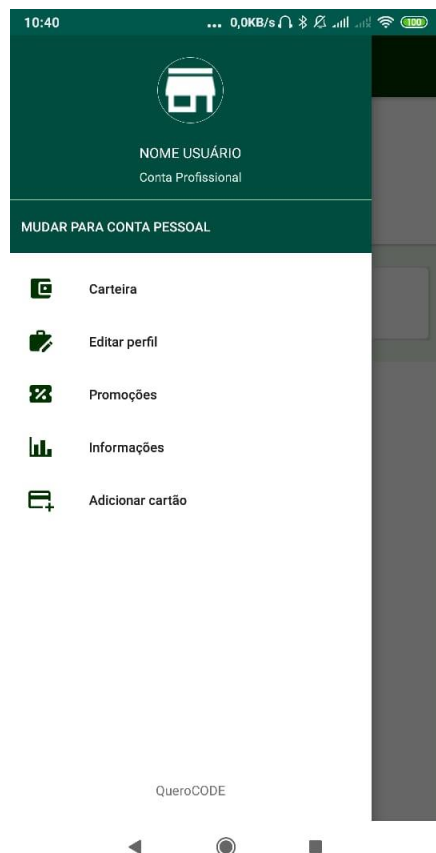 10:40 ... 0,0KB/s 100
NOME USUÁRIO
Conta Profissional
MUDAR PARA CONTA PESSOAL
Carteira
Editar perfil
Promoções
Informações
Adicionar cartão
QueroCODE